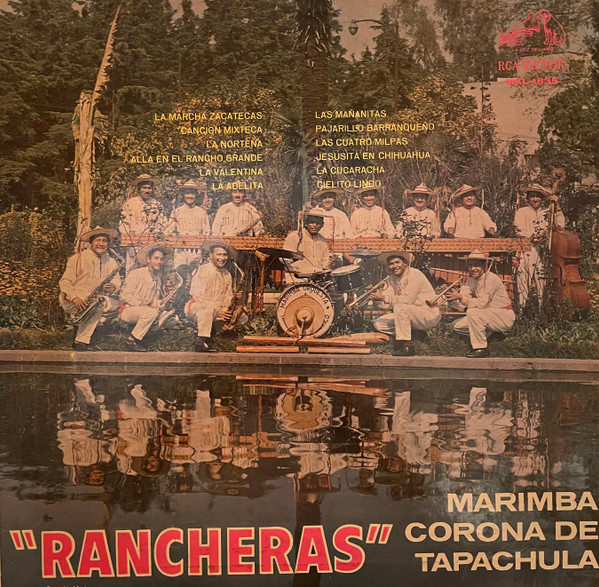 RCA VICTOR
LA MARCHA ZACATECAS
CANCION MIXTECA
LA NORTEÑA
ALLA EN EL RANCHO GRANDE
LA VALENTINA
LA ADELITA
LAS MAÑANITAS
PAJARILLO BARRANQUEÑO
LAS CUATRO MILPAS
JESUSITA EN CHIHUAHUA
LA CUCARACHA
CIELITO LINDO
"RANCHERAS"
MARIMBA
CORONA DE
TAPACHULA